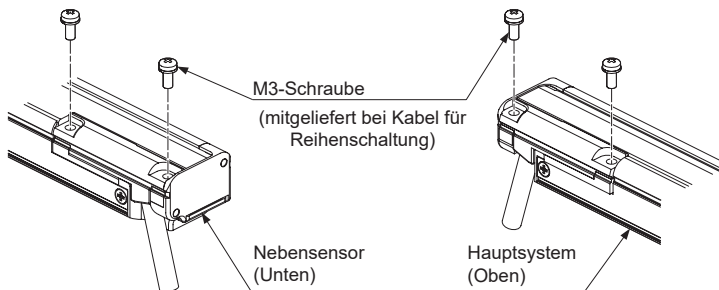 M3-Schraube
(mitgeliefert bei Kabel für
Reihenschaltung)
Nebensensor
(Unten)
Hauptsystem
(Oben)